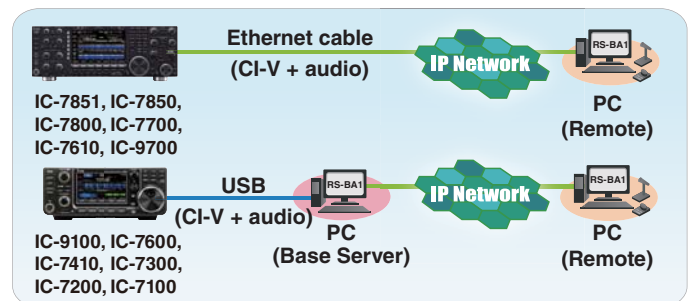 Ethernet cable
(CI-V + audio)
IP Network
RS-BA1
PC
(Remote)
IC-7851, IC-7850,
IC-7800, IC-7700,
IC-7610, IC-9700
USB
(CI-V + audio)
RS-BA1
PC
(Base Server)
IP Network
RS-BA1
PC
(Remote)
IC-9100, IC-7600,
IC-7410, IC-7300,
IC-7200, IC-7100